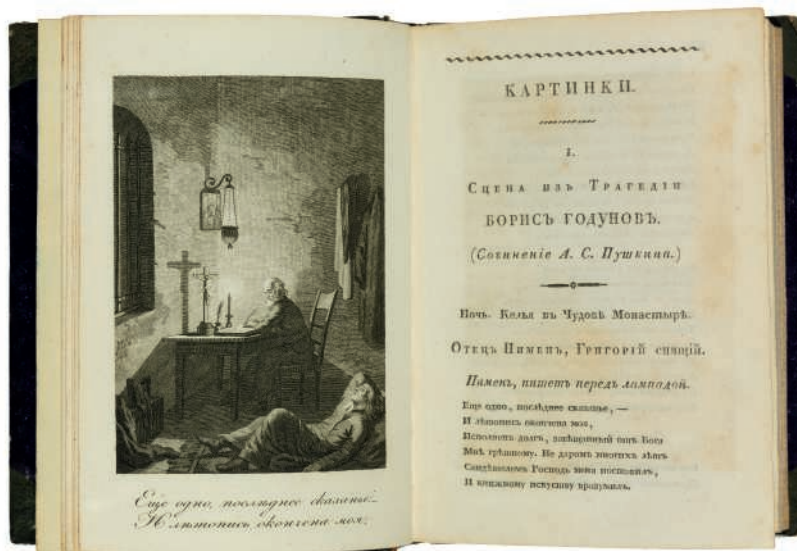 Еще одно, последнее сказанье:
И лѣтопись окончена моя:
КАРТИНКИ.
I.
Сцена изъ Трагедіи
БОРИСЪ ГОДУНОВЪ.
(Сочиненіе А. С. Пушкина.)
Ночь. Келья въ Чудовѣ Монастырѣ.
Отецъ Пименъ, Григорій спящій.
Пименъ, пишетъ передъ лампадой.
Еще одно, послѣднее сказанье, —
И лѣтопись окончена моя,
Исполненъ долгъ, завѣщанный отъ Бога
Мнѣ грѣшному. Не даромъ многихъ лѣтъ
Свидѣтелемъ Господь меня поставилъ,
И книжному искуству вразумилъ.